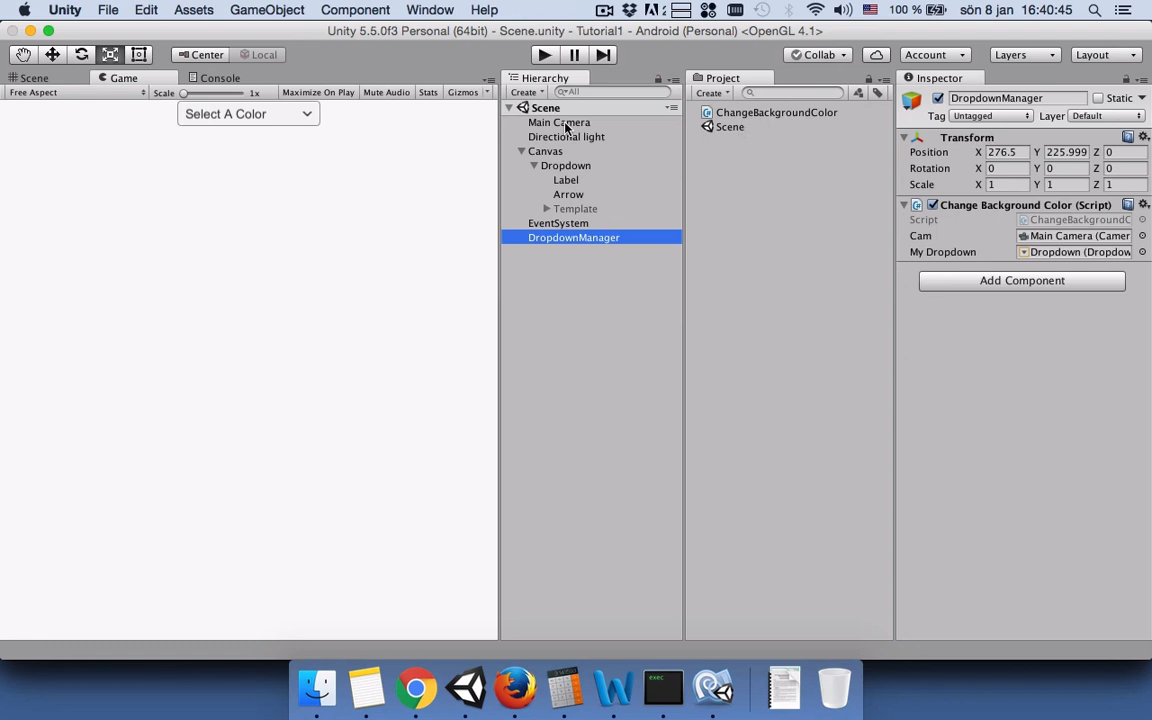 Unity File Edit Assets GameObject Component Window Help 100 % sön 8 jan 16:40:45
Unity 5.5.0f3 Personal (64bit) - Scene.unity - Tutorial1 - Android (Personal) <OpenGL 4.1>
Center Local Collab Account Layers Layout
Scene Game Console Hierarchy Project Inspector
Free Aspect Scale 1x Maximize On Play Mute Audio Stats Gizmos Create All Create
DropdownManager Static
Tag Untagged Layer Default
Select A Color
Scene
Main Camera
Directional light
Canvas
Dropdown
Label
Arrow
Template
EventSystem
DropdownManager
ChangeBackgroundColor
Scene
Transform
Position X 276.5 Y 225.999 Z 0
Rotation X 0 Y 0 Z 0
Scale X 1 Y 1 Z 1
Change Background Color (Script)
Script ChangeBackgroundC
Cam Main Camera (Camer
My Dropdown Dropdown (Dropdow
Add Component
exec
W